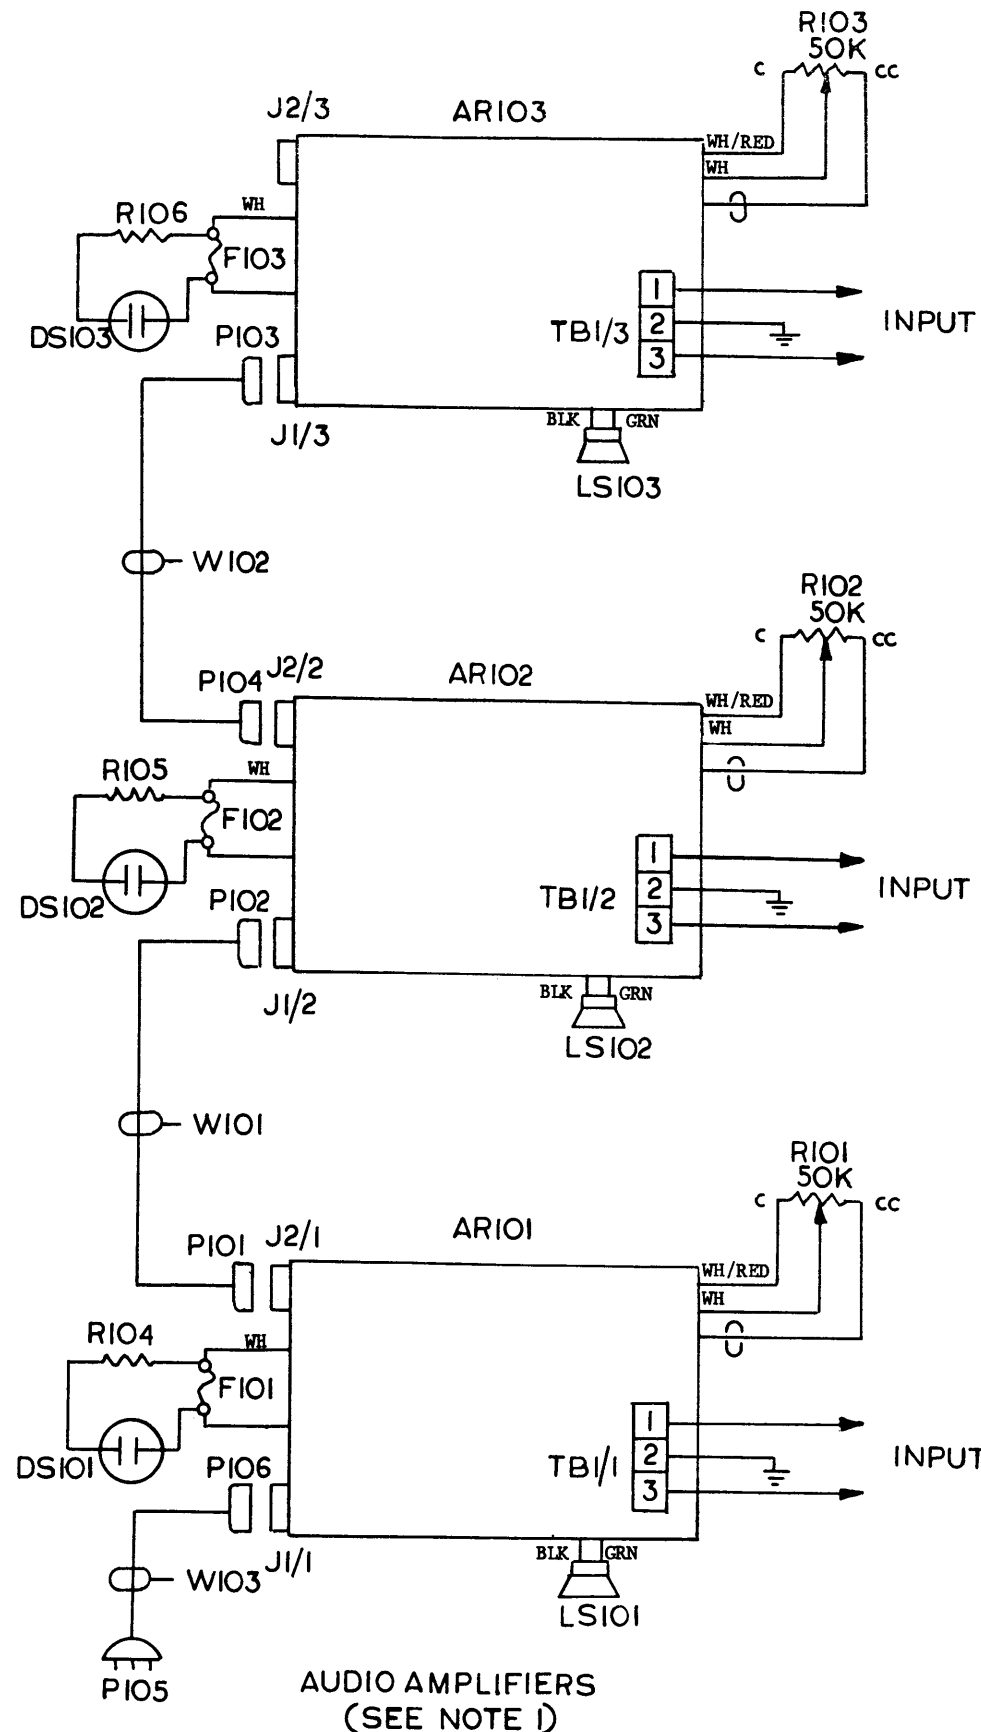 R103
50K
C
CC
J2/3
AR103
WH/RED
WH
WH
R106
F103
DS103
P103
TB1/3
1
2
3
INPUT
J1/3
BLK
GRN
LS103
W102
R102
50K
C
CC
P104
J2/2
AR102
WH/RED
WH
WH
R105
F102
DS102
P102
TB1/2
1
2
3
INPUT
J1/2
BLK
GRN
LS102
W101
R101
50K
C
CC
P101
J2/1
AR101
WH/RED
WH
WH
R104
F101
DS101
P106
TB1/1
1
2
3
INPUT
J1/1
BLK
GRN
W103
LS101
P105
AUDIO AMPLIFIERS
(SEE NOTE 1)